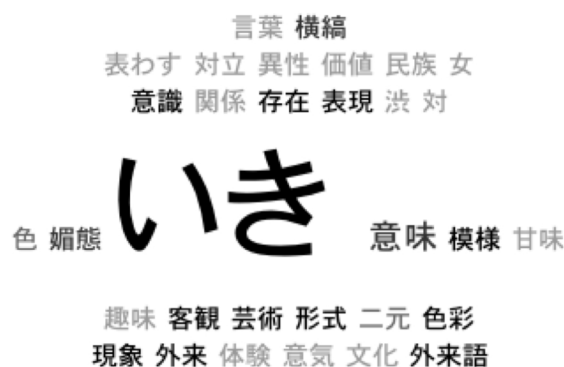 言葉 横縞
表わす 対立 異性 価値 民族 女
意識 関係 存在 表現 渋 対
色 媚態 いき 意味 模様 甘味
趣味 客観 芸術 形式 二元 色彩
現象 外来 体験 意気 文化 外来語